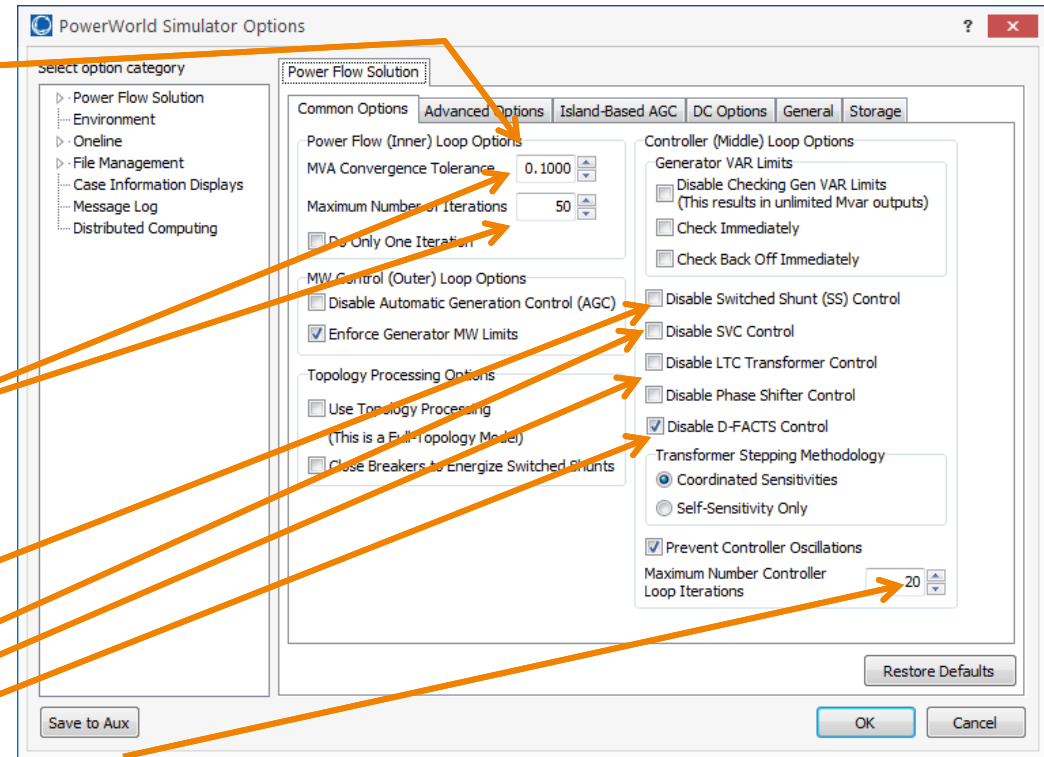 PowerWorld Simulator Options
?
Select option category
Power Flow Solution
Environment
Oneline
File Management
Case Information Displays
Message Log
Distributed Computing
Power Flow Solution
Common Options
Advanced Options
Island-Based AGC
DC Options
General
Storage
Power Flow (Inner) Loop Options
MVA Convergence Tolerance 0.1000
Maximum Number of Iterations 50
Do Only One Iteration
MW Control (Outer) Loop Options
Disable Automatic Generation Control (AGC)
Enforce Generator MW Limits
Topology Processing Options
Use Topology Processing
(This is a Full-Topology Model)
Close Breakers to Energize Switched Shunts
Controller (Middle) Loop Options
Generator VAR Limits
Disable Checking Gen VAR Limits
(This results in unlimited Mvar outputs)
Check Immediately
Check Back Off Immediately
Disable Switched Shunt (SS) Control
Disable SVC Control
Disable LTC Transformer Control
Disable Phase Shifter Control
Disable D-FACTS Control
Transformer Stepping Methodology
Coordinated Sensitivities
Self-Sensitivity Only
Prevent Controller Oscillations
Maximum Number Controller
Loop Iterations 20
Restore Defaults
Save to Aux
OK
Cancel